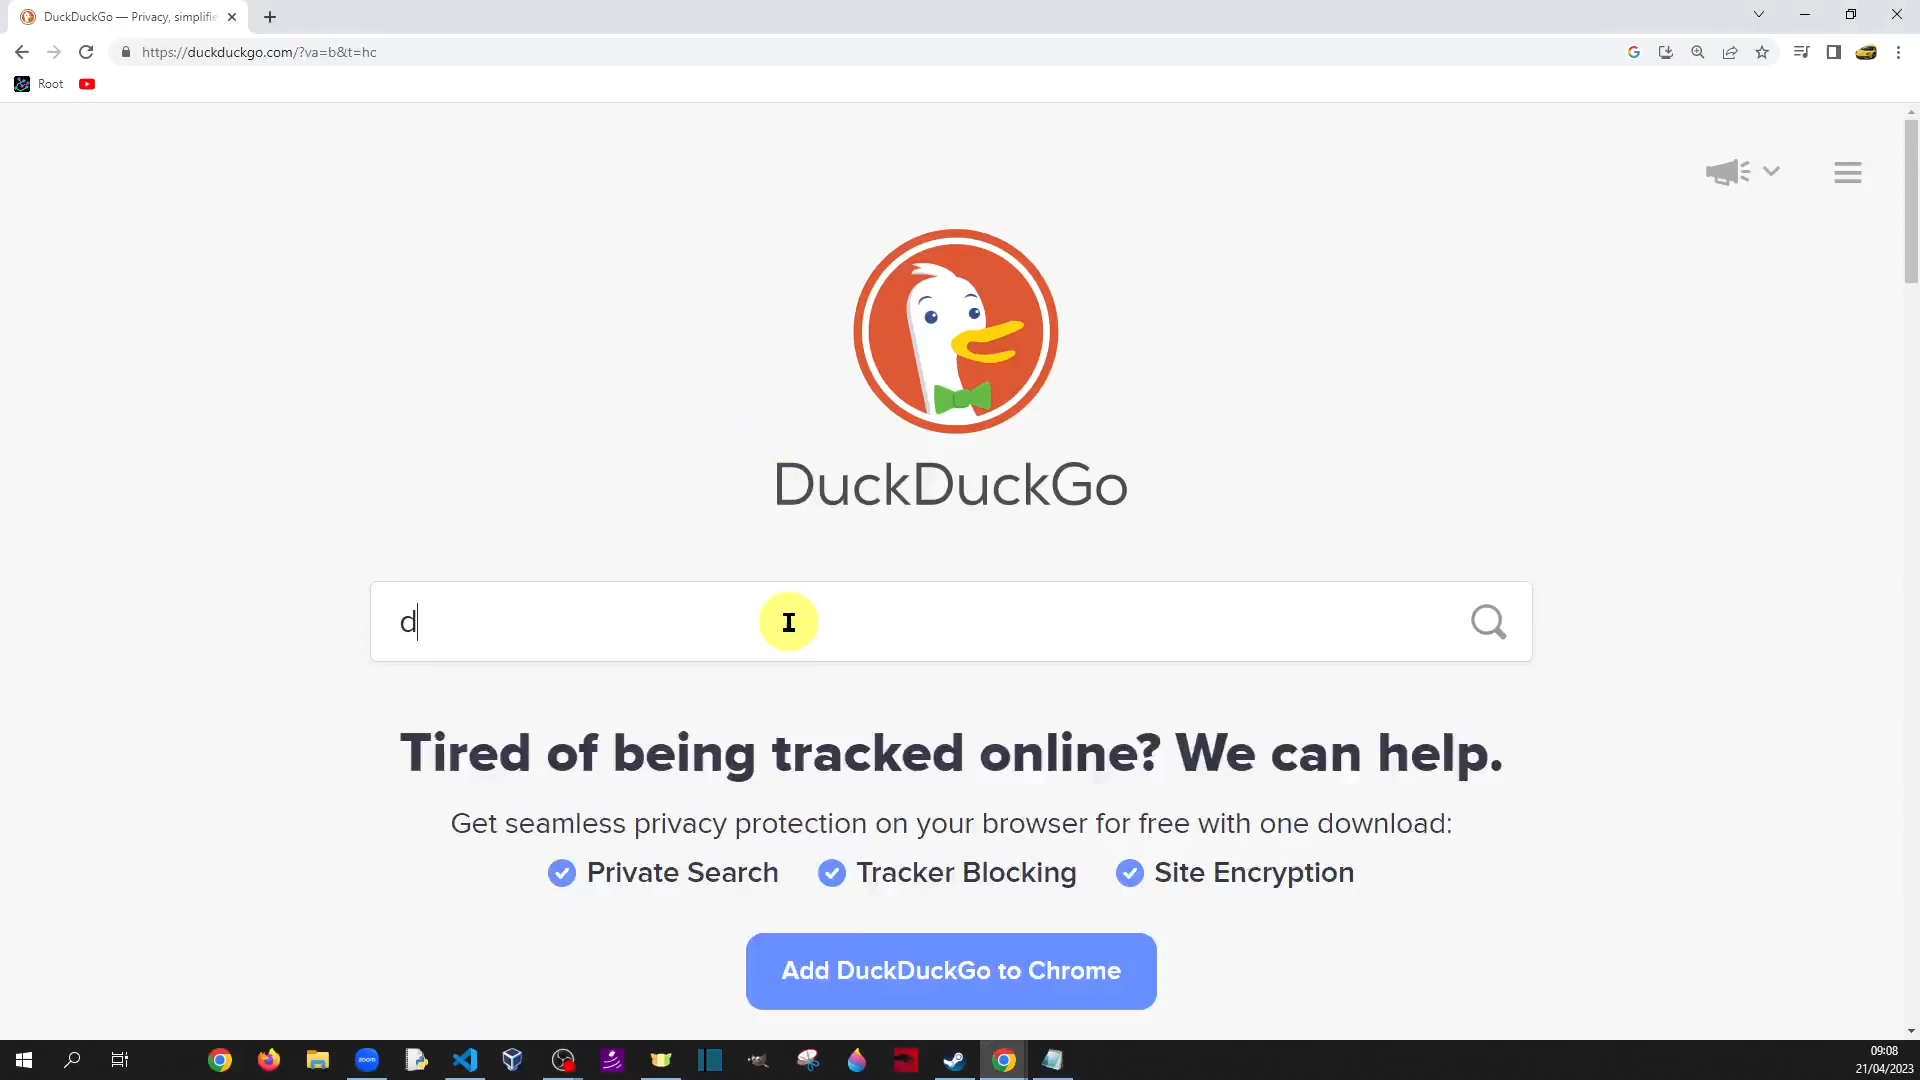 DuckDuckGo — Privacy, simplifie
https://duckduckgo.com/?va=b&t=hc
Root
DuckDuckGo
d
Tired of being tracked online? We can help.
Get seamless privacy protection on your browser for free with one download:
Private Search Tracker Blocking Site Encryption
Add DuckDuckGo to Chrome
zoom
09:08
21/04/2023